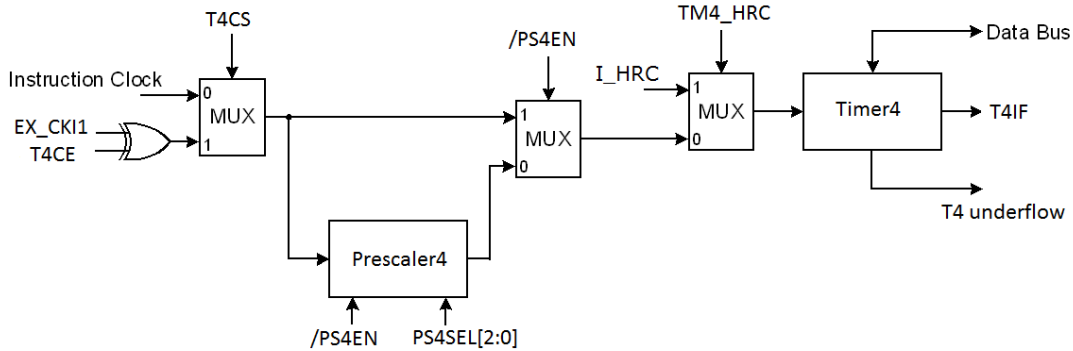 T4CS
TM4_HRC
/PS4EN
Data Bus
Instruction Clock
I_HRC
0
MUX
1
MUX
0
1
MUX
0
Timer4
T4IF
EX_CKI1
T4CE
1
T4 underflow
Prescaler4
/PS4EN
PS4SEL[2:0]